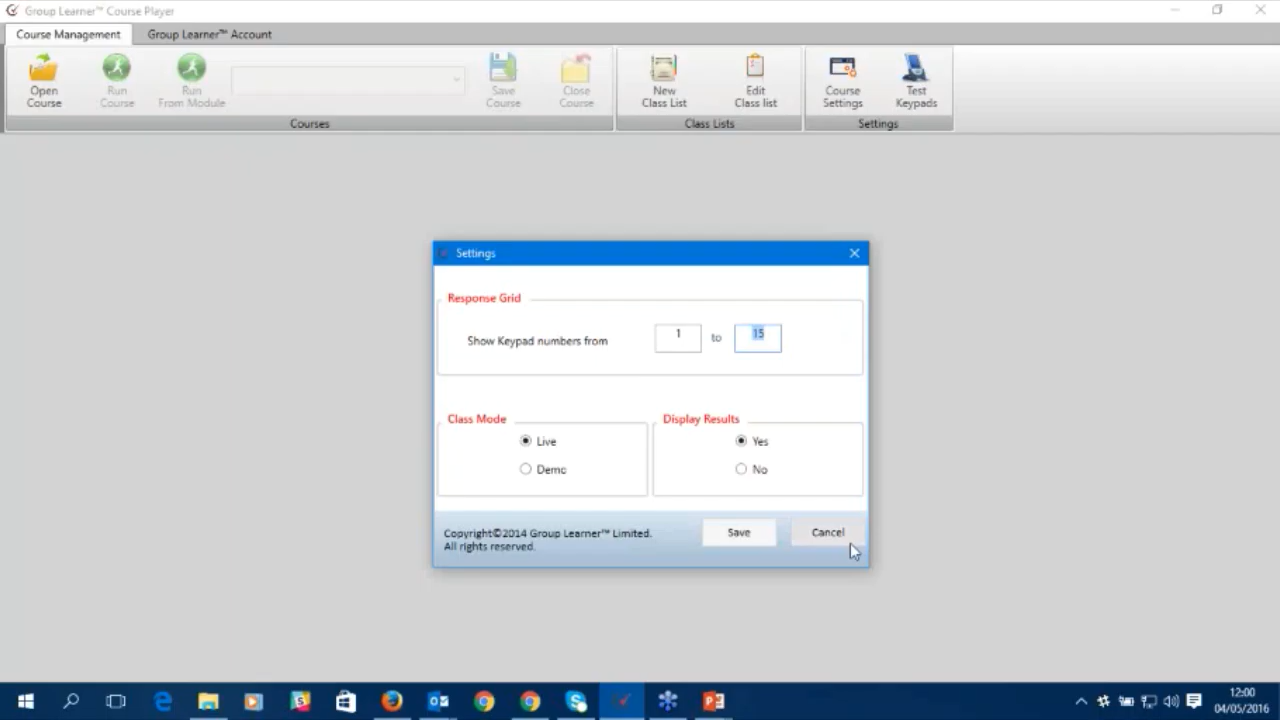 Group Learner™ Course Player
Course Management
Group Learner™ Account
Open Course
Run Course
Run From Module
Save Course
Close Course
New Class List
Edit Class list
Course Settings
Test Keypads
Courses
Class Lists
Settings
Settings
Response Grid
Show Keypad numbers from 1 to 15
Class Mode
Display Results
Live
Yes
Demo
No
Copyright©2014 Group Learner™ Limited.
All rights reserved.
Save
Cancel
12:00
04/05/2016